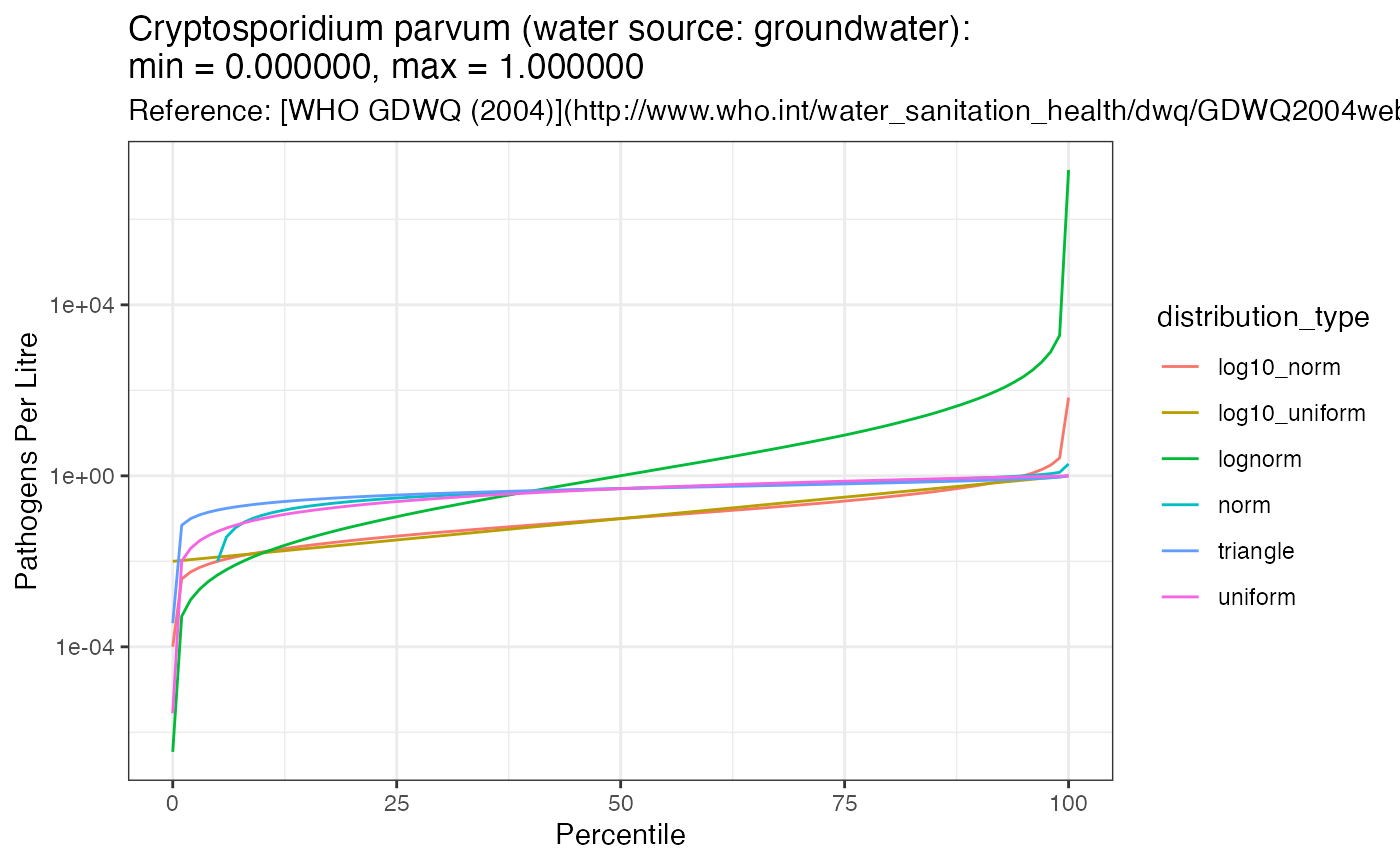 Cryptosporidium parvum (water source: groundwater):
min = 0.000000, max = 1.000000
Reference: [WHO GDWQ (2004)](http://www.who.int/water_sanitation_health/dwq/GDWQ2004web
Pathogens Per Litre
1e+04
1e+00
1e-04
0 25 50 75 100
Percentile
distribution_type
log10_norm
log10_uniform
lognorm
norm
triangle
uniform